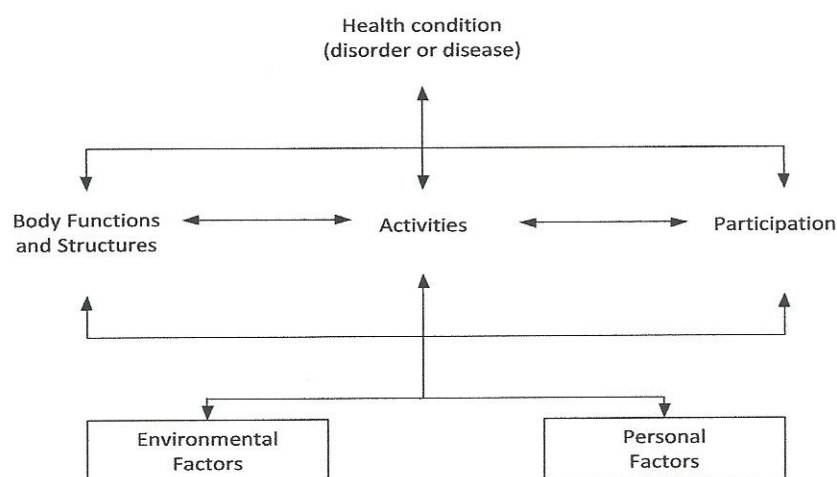 Health condition
(disorder or disease)
Body Functions
and Structures
Activities
Participation
Environmental
Factors
Personal
Factors